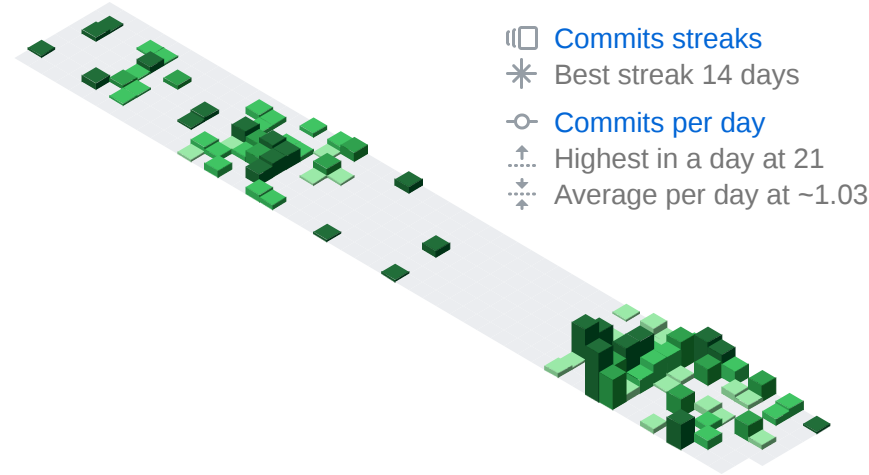 Commits streaks
Best streak 14 days
Commits per day
Highest in a day at 21
Average per day at ~1.03